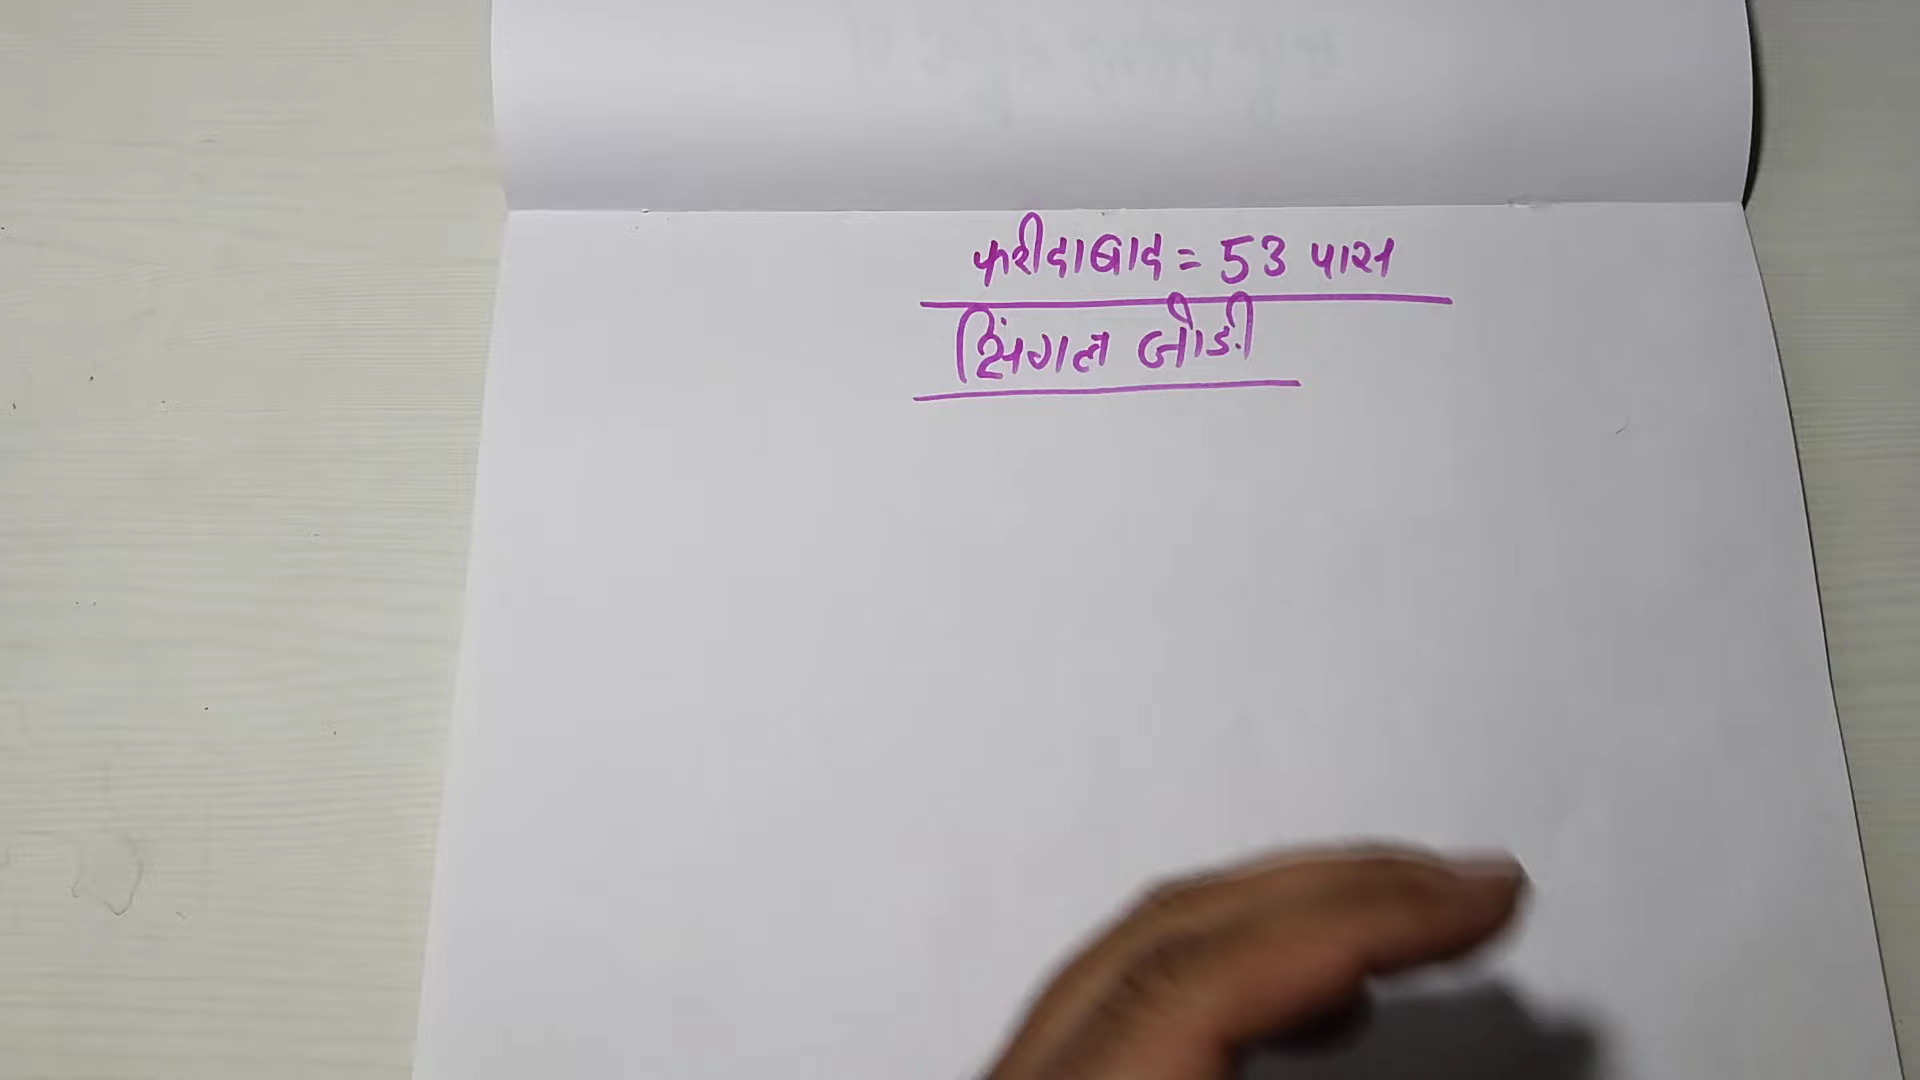 फरीदाबाद = 53 पास
सिंगल जोडी